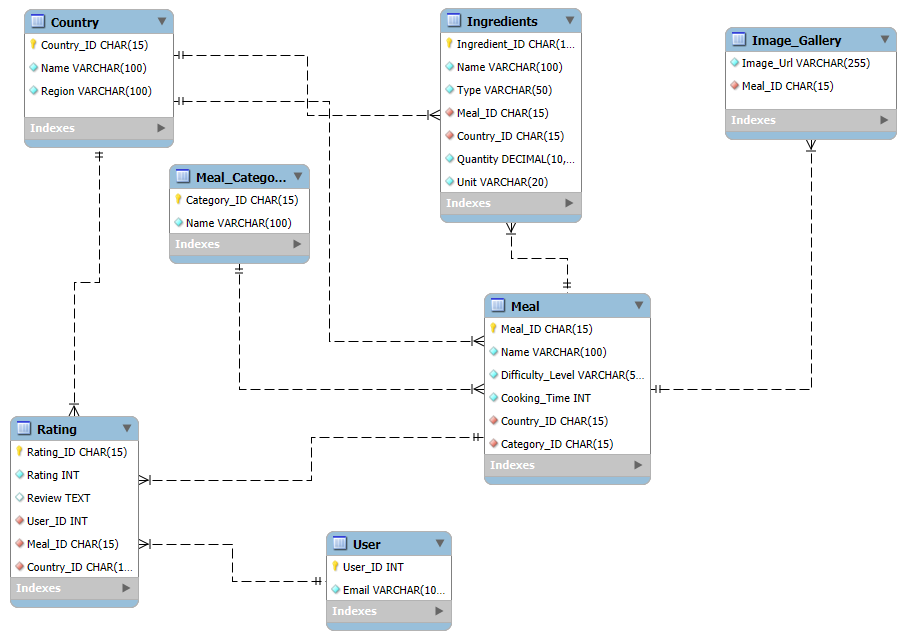 Country
Country_ID CHAR(15)
Name VARCHAR(100)
Region VARCHAR(100)
Indexes
Ingredients
Ingredient_ID CHAR(1...
Name VARCHAR(100)
Type VARCHAR(50)
Meal_ID CHAR(15)
Country_ID CHAR(15)
Quantity DECIMAL(10,...
Unit VARCHAR(20)
Indexes
Image_Gallery
Image_Url VARCHAR(255)
Meal_ID CHAR(15)
Indexes
Meal_Catego...
Category_ID CHAR(15)
Name VARCHAR(100)
Indexes
Meal
Meal_ID CHAR(15)
Name VARCHAR(100)
Difficulty_Level VARCHAR(5...
Cooking_Time INT
Country_ID CHAR(15)
Category_ID CHAR(15)
Indexes
Rating
Rating_ID CHAR(15)
Rating INT
Review TEXT
User_ID INT
Meal_ID CHAR(15)
Country_ID CHAR(1...
Indexes
User
User_ID INT
Email VARCHAR(10...
Indexes